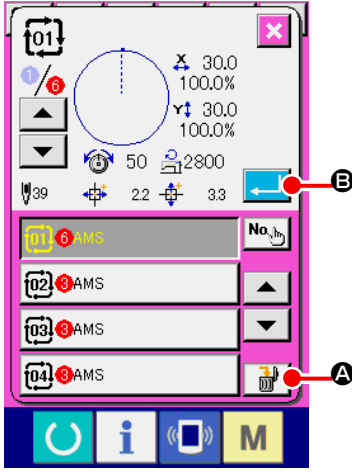 01
X 30.0
100.0%
1/6
Y 30.0
100.0%
50 2800
B
39 2.2 3.3
01 6 AMS
No.
02 3 AMS
03 3 AMS
04 3 AMS
A
i M